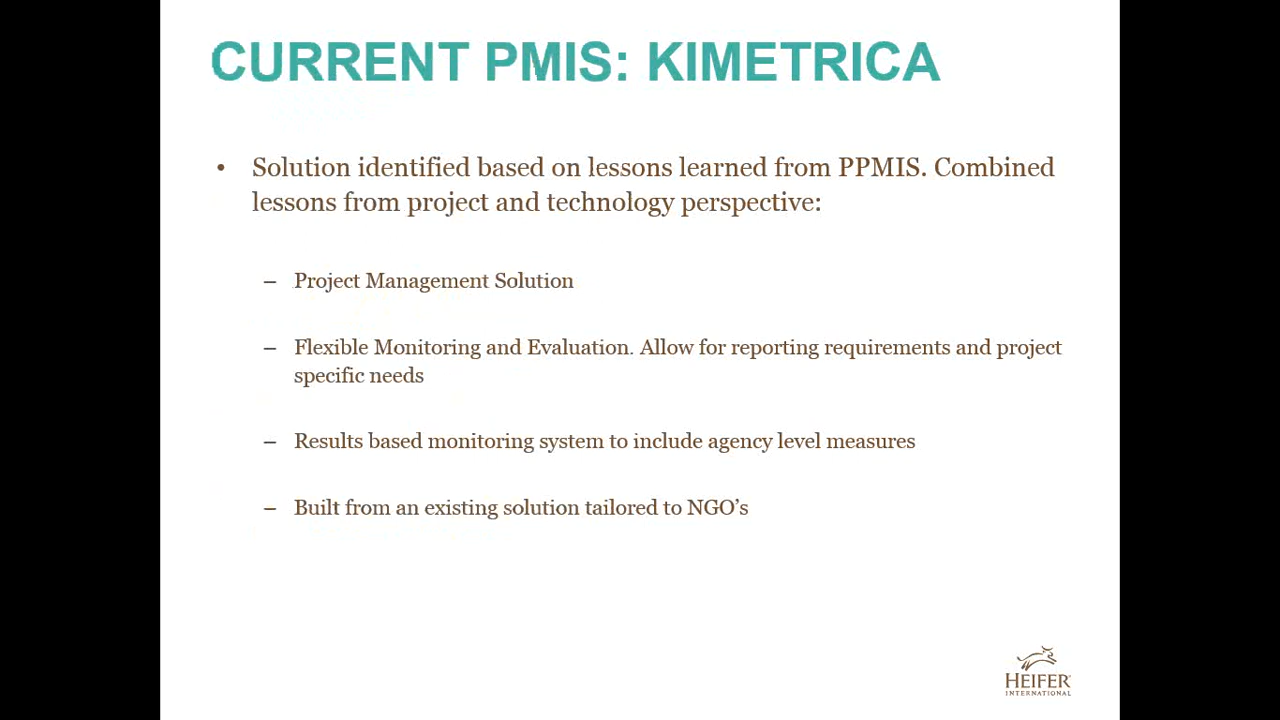 CURRENT PMIS: KIMETRICA
• Solution identified based on lessons learned from PPMIS. Combined
lessons from project and technology perspective:
– Project Management Solution
– Flexible Monitoring and Evaluation. Allow for reporting requirements and project
specific needs
– Results based monitoring system to include agency level measures
– Built from an existing solution tailored to NGO’s
HEIFER
INTERNATIONAL